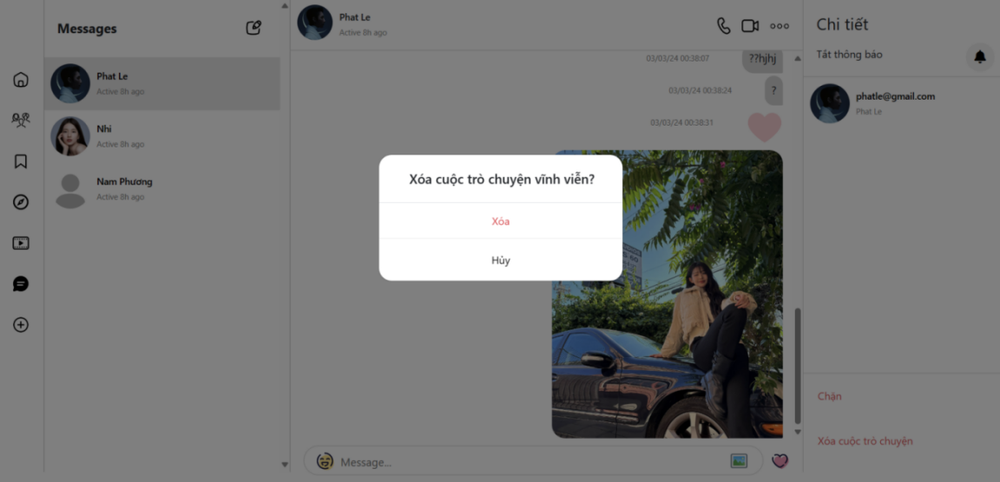 Messages
Phat Le
Active 8h ago
Nhi
Active 8h ago
Nam Phương
Active 8h ago
Phat Le
Active 8h ago
03/03/24 00:38:07
??hjhj
03/03/24 00:38:24
?
03/03/24 00:38:31
Xóa cuộc trò chuyện vĩnh viễn?
Xóa
Hủy
Message...
Chi tiết
Tắt thông báo
phatle@gmail.com
Phat Le
Chặn
Xóa cuộc trò chuyện